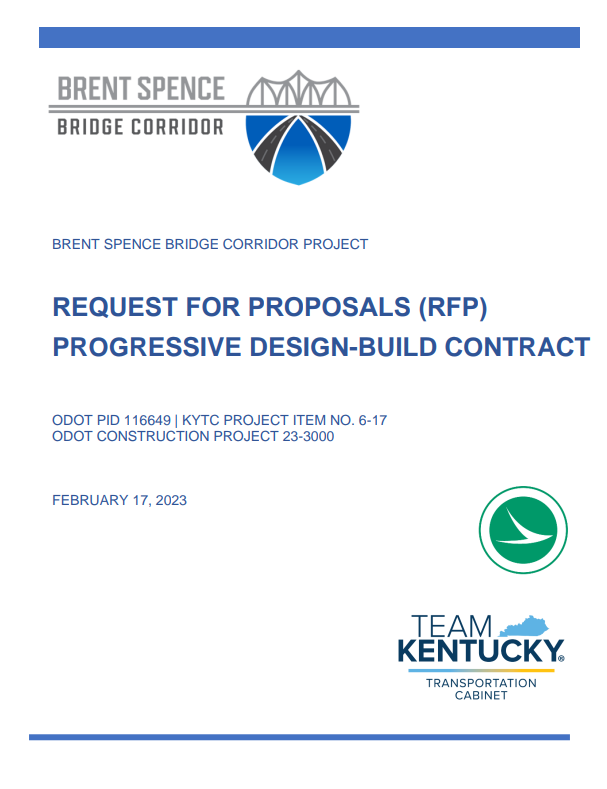 BRENT SPENCE
BRIDGE CORRIDOR
BRENT SPENCE BRIDGE CORRIDOR PROJECT
REQUEST FOR PROPOSALS (RFP)
PROGRESSIVE DESIGN-BUILD CONTRACT
ODOT PID 116649 | KYTC PROJECT ITEM NO. 6-17
ODOT CONSTRUCTION PROJECT 23-3000
FEBRUARY 17, 2023
TEAM
KENTUCKY®
TRANSPORTATION
CABINET